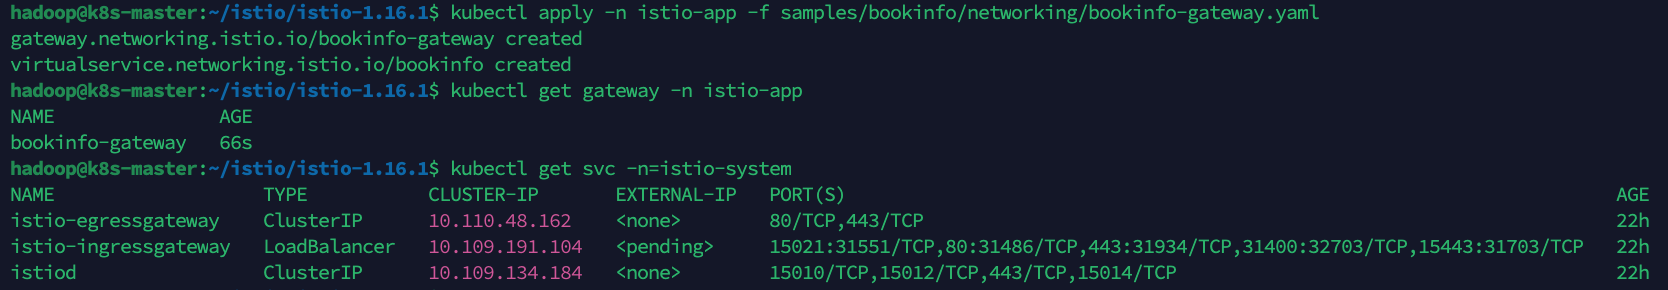 hadoop@k8s-master:~/istio/istio-1.16.1$ kubectl apply -n istio-app -f samples/bookinfo/networking/bookinfo-gateway.yaml
gateway.networking.istio.io/bookinfo-gateway created
virtualservice.networking.istio.io/bookinfo created
hadoop@k8s-master:~/istio/istio-1.16.1$ kubectl get gateway -n istio-app
NAME               AGE
bookinfo-gateway   66s
hadoop@k8s-master:~/istio/istio-1.16.1$ kubectl get svc -n=istio-system
NAME                   TYPE           CLUSTER-IP       EXTERNAL-IP   PORT(S)                                                                      AGE
istio-egressgateway    ClusterIP      10.110.48.162    <none>        80/TCP,443/TCP                                                               22h
istio-ingressgateway   LoadBalancer   10.109.191.104   <pending>     15021:31551/TCP,80:31486/TCP,443:31934/TCP,31400:32703/TCP,15443:31703/TCP   22h
istiod                 ClusterIP      10.109.134.184   <none>        15010/TCP,15012/TCP,443/TCP,15014/TCP                                        22h